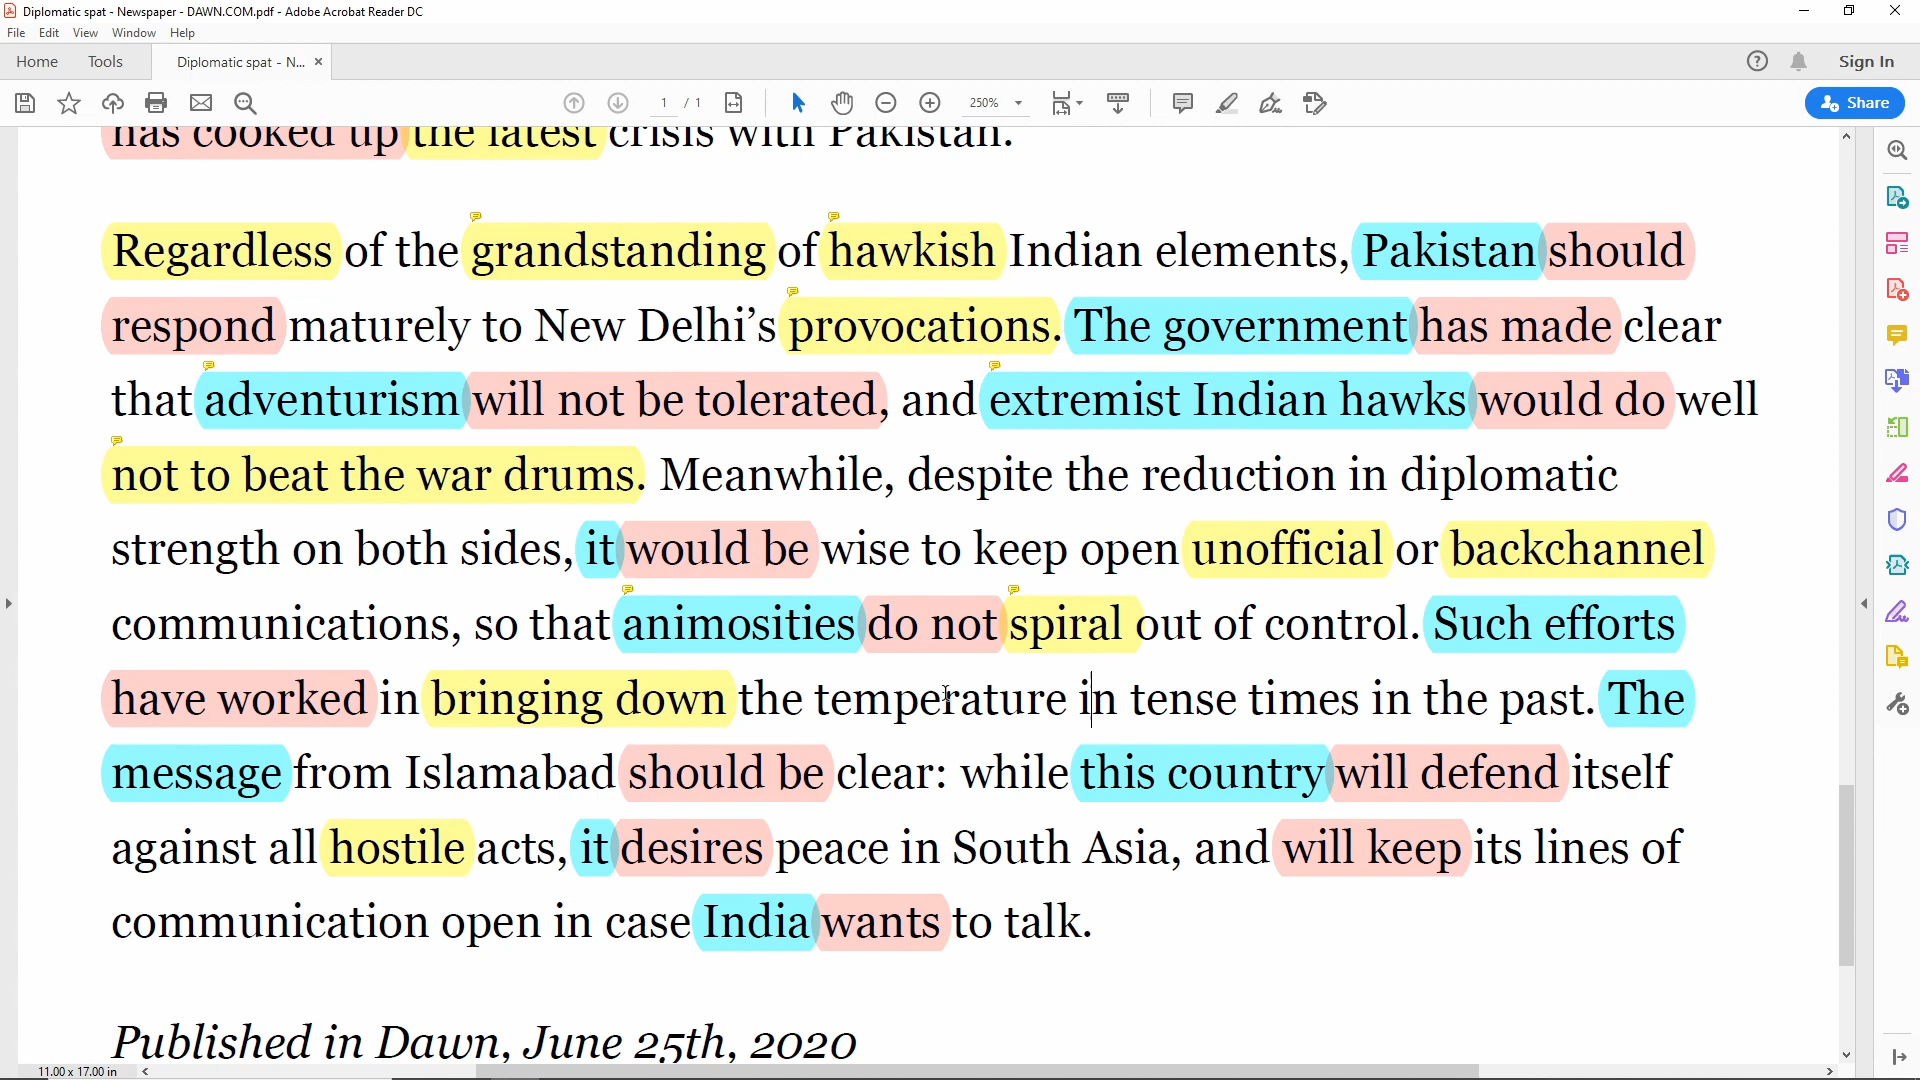 Diplomatic spat - Newspaper - DAWN.COM.pdf - Adobe Acrobat Reader DC
File Edit View Window Help
Home Tools Diplomatic spat - N... × Sign In
1 / 1 250% Share
has cooked up the latest crisis with Pakistan.
Regardless of the grandstanding of hawkish Indian elements, Pakistan should
respond maturely to New Delhi’s provocations. The government has made clear
that adventurism will not be tolerated, and extremist Indian hawks would do well
not to beat the war drums. Meanwhile, despite the reduction in diplomatic
strength on both sides, it would be wise to keep open unofficial or backchannel
communications, so that animosities do not spiral out of control. Such efforts
have worked in bringing down the temperature in tense times in the past. The
message from Islamabad should be clear: while this country will defend itself
against all hostile acts, it desires peace in South Asia, and will keep its lines of
communication open in case India wants to talk.
Published in Dawn, June 25th, 2020
11.00 x 17.00 in